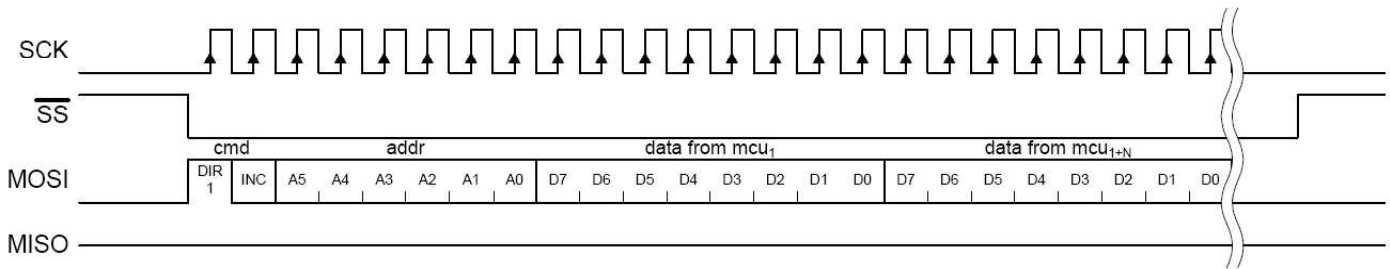 SCK
SS
cmd addr data from mcu1 data from mcu1+N
MOSI DIR 1 INC A5 A4 A3 A2 A1 A0 D7 D6 D5 D4 D3 D2 D1 D0 D7 D6 D5 D4 D3 D2 D1 D0
MISO